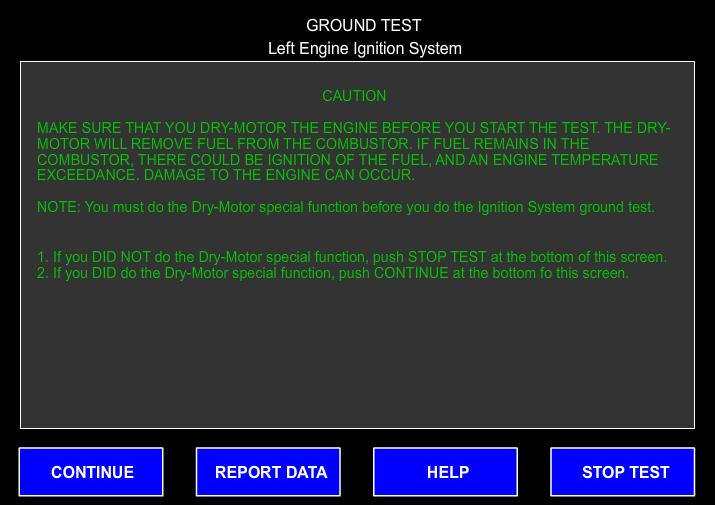 GROUND TEST
Left Engine Ignition System
CAUTION
MAKE SURE THAT YOU DRY-MOTOR THE ENGINE BEFORE YOU START THE TEST. THE DRY-
MOTOR WILL REMOVE FUEL FROM THE COMBUSTOR. IF FUEL REMAINS IN THE
COMBUSTOR, THERE COULD BE IGNITION OF THE FUEL, AND AN ENGINE TEMPERATURE
EXCEEDANCE. DAMAGE TO THE ENGINE CAN OCCUR.
NOTE: You must do the Dry-Motor special function before you do the Ignition System ground test.
1. If you DID NOT do the Dry-Motor special function, push STOP TEST at the bottom of this screen.
2. If you DID do the Dry-Motor special function, push CONTINUE at the bottom fo this screen.
CONTINUE REPORT DATA HELP STOP TEST